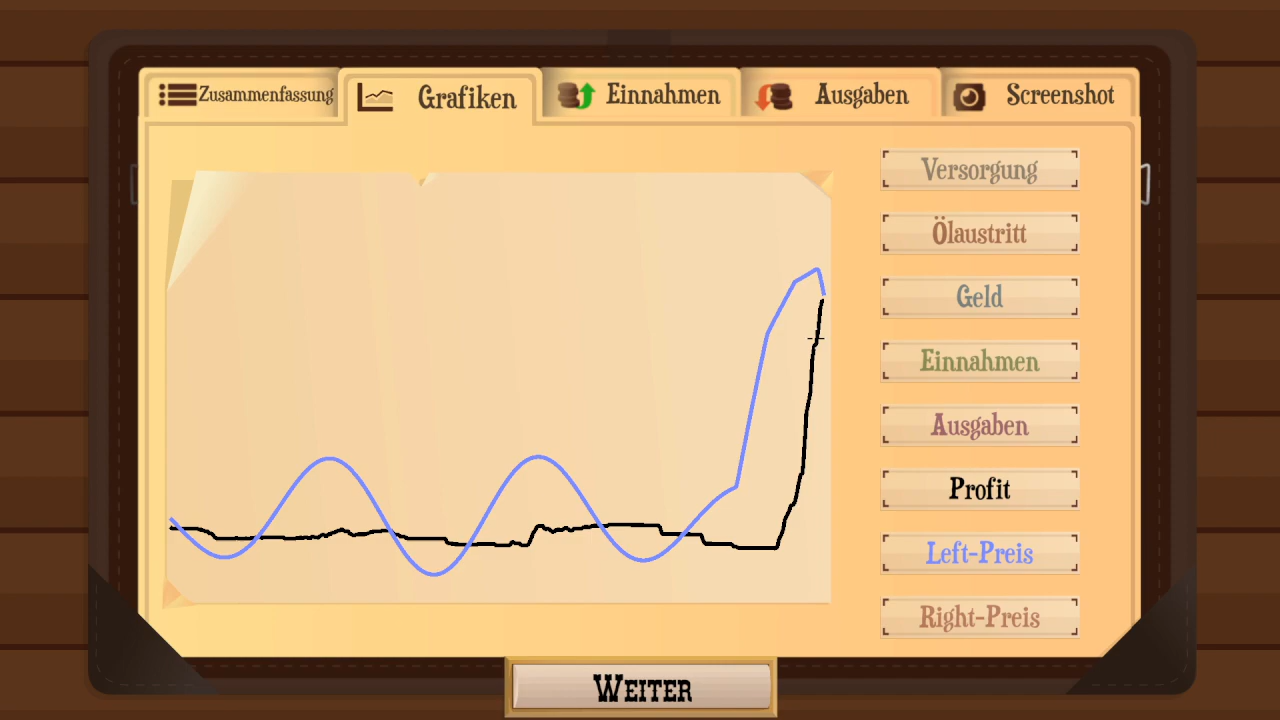 Zusammenfassung
Grafiken
Einnahmen
Ausgaben
Screenshot
Versorgung
Ölaustritt
Geld
Einnahmen
Ausgaben
Profit
Left-Preis
Right-Preis
Weiter